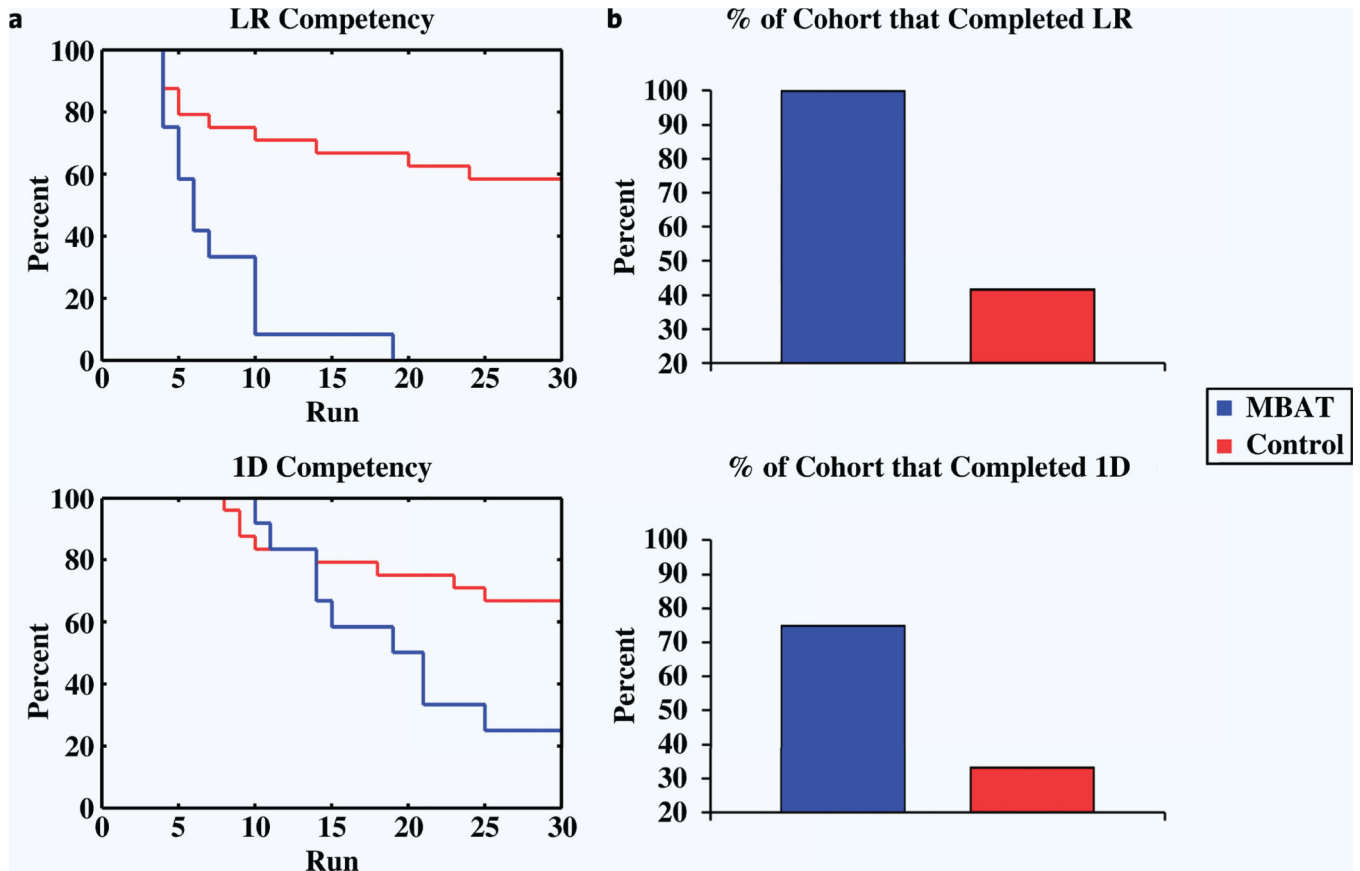 a
LR Competency
100
80
60
40
20
0
Percent
0 5 10 15 20 25 30
Run
b
% of Cohort that Completed LR
100
90
80
70
60
50
40
30
20
Percent
MBAT
Control
1D Competency
100
80
60
40
20
0
Percent
0 5 10 15 20 25 30
Run
% of Cohort that Completed 1D
100
90
80
70
60
50
40
30
20
Percent